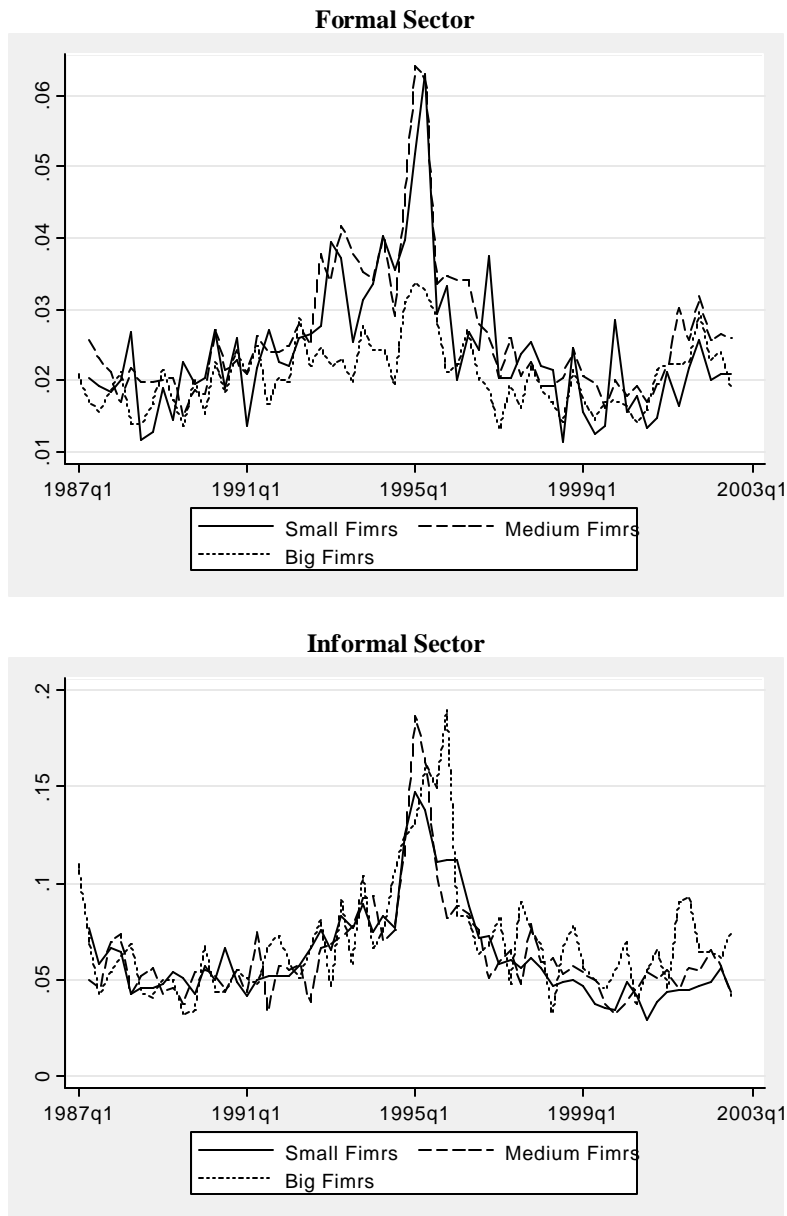 Formal Sector
.06
.05
.04
.03
.02
.01
1987q1 1991q1 1995q1 1999q1 2003q1
Small Fimrs Medium Fimrs
Big Fimrs
Informal Sector
.2
.15
.1
.05
0
1987q1 1991q1 1995q1 1999q1 2003q1
Small Fimrs Medium Fimrs
Big Fimrs